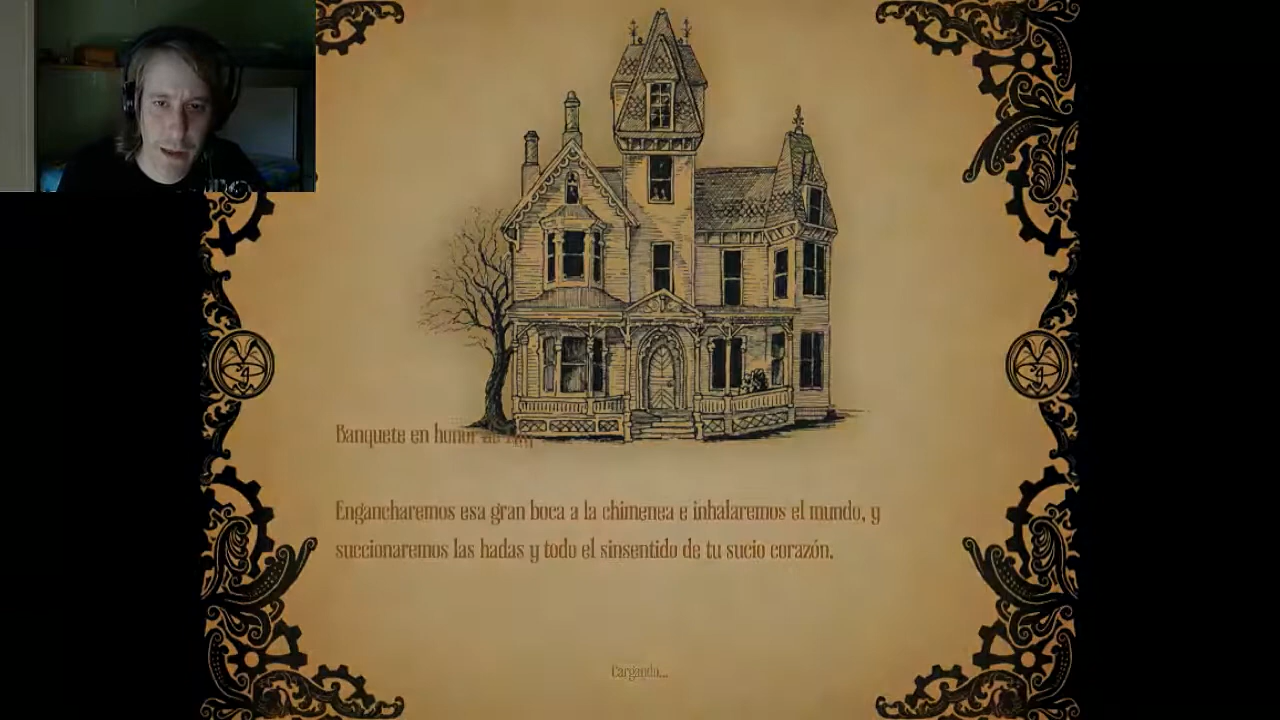 Banquete en honor de
Engancharemos esa gran boca a la chimenea e inhalaremos el mundo, y
succionaremos las hadas y todo el sinsentido de tu sucio corazón.
Cargando...